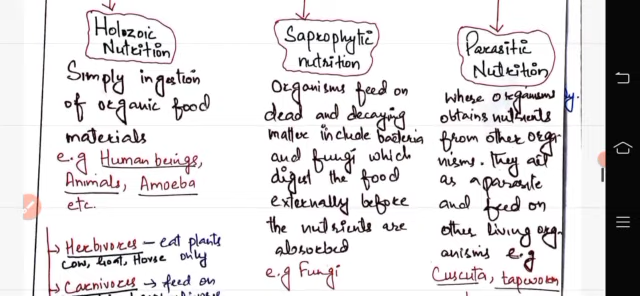 Holozoic
Nutrition
Simply ingestion
of organic food
materials
e.g Human beings,
Animals, Amoeba
etc.
Herbivores - eat plants
Cow, Goat, Horse only
Carnivores → feed on
Saprophytic
nutrition
Organisms feed on
dead and decaying
matter include bacteria
and fungi which
digest the food
externally before
the nutrients are
absorbed
e.g Fungi
Parasitic
Nutrition
where organisms
obtains nutrients
from other orga-
nisms. They act
as a parasite
and feed on
other living org-
anisms e.g
Cuscuta, tapeworm